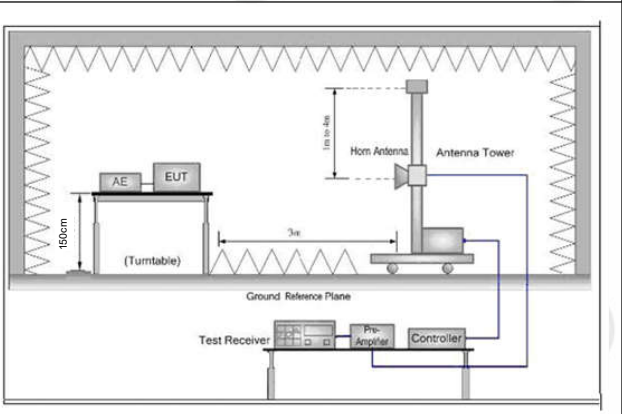 1m to 4m
Horn Antenna
Antenna Tower
AE
EUT
150cm
3m
(Turntable)
Ground Reference Plane
Test Receiver
Pre-
Amplifier
Controller